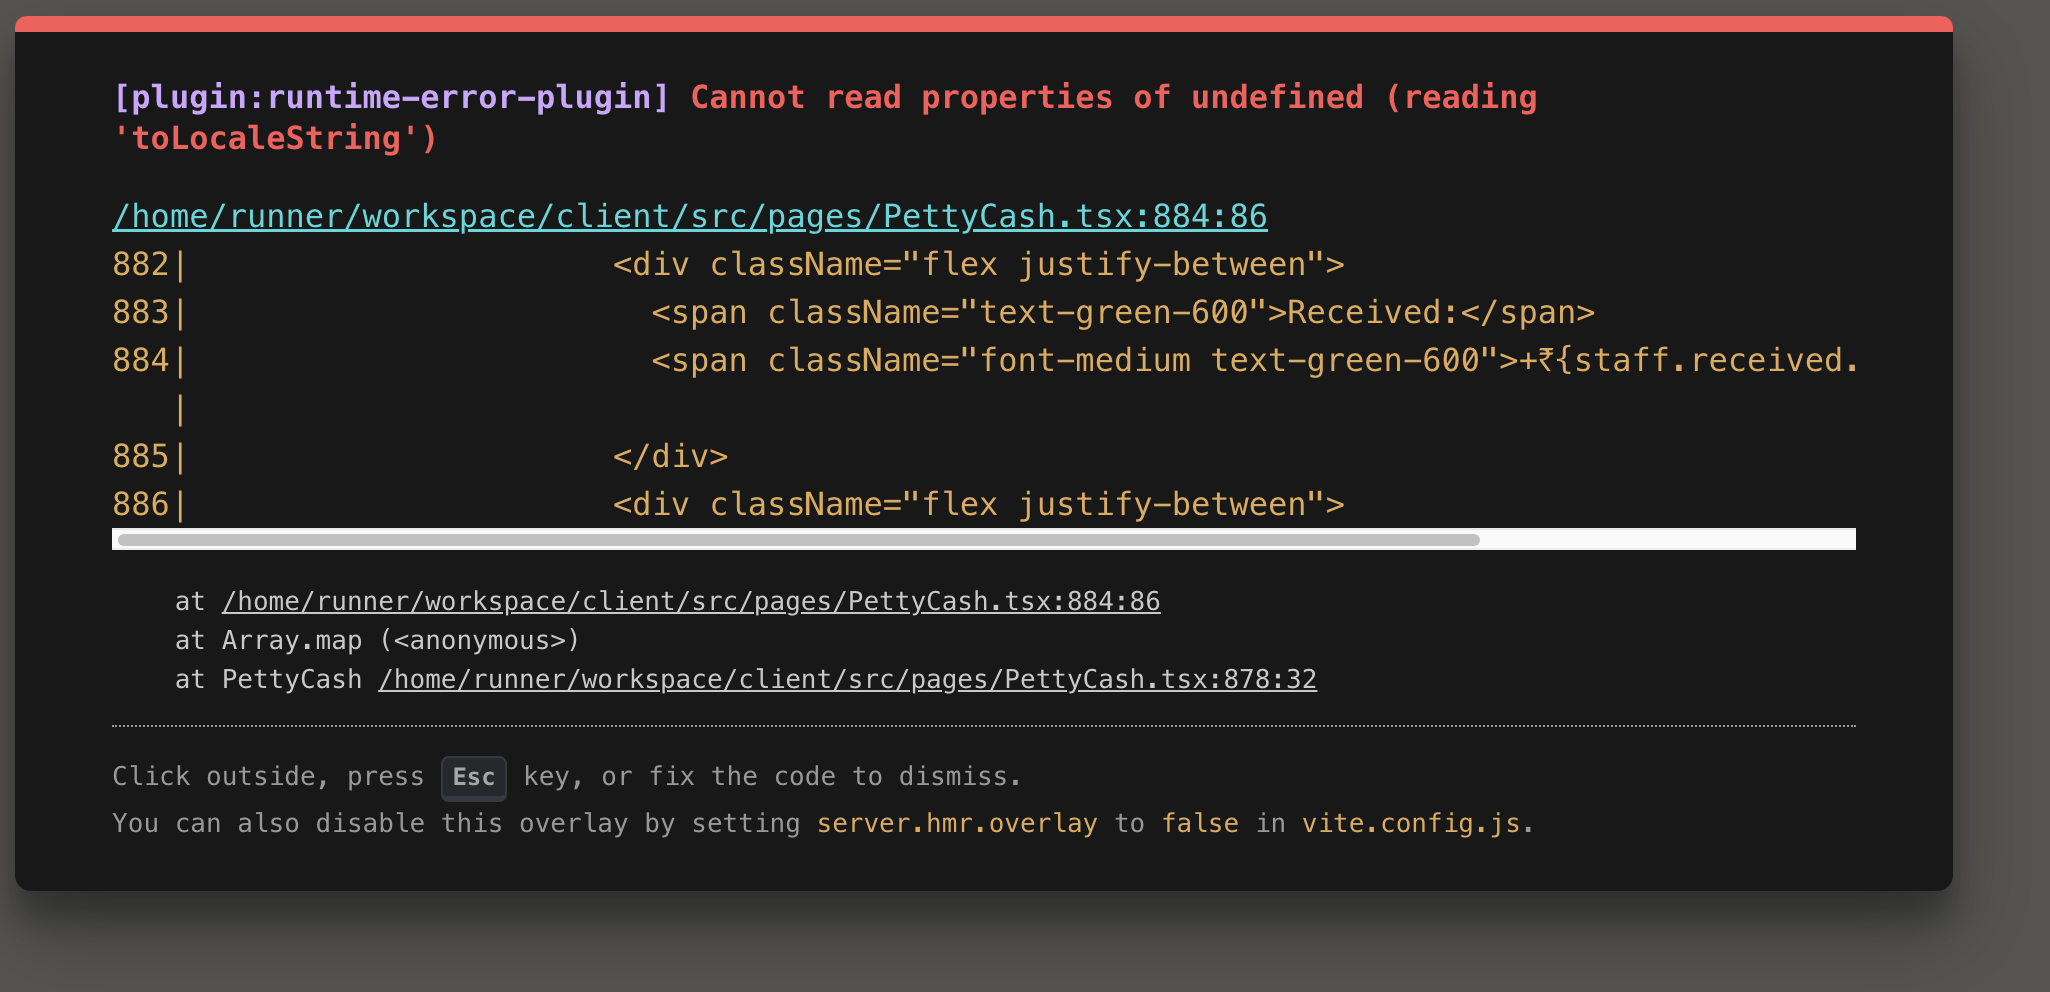 [plugin:runtime-error-plugin] Cannot read properties of undefined (reading
'toLocaleString')
/home/runner/workspace/client/src/pages/PettyCash.tsx:884:86
882|                      <div className="flex justify-between">
883|                        <span className="text-green-600">Received:</span>
884|                        <span className="font-medium text-green-600">+₹{staff.received.
   |
885|                      </div>
886|                      <div className="flex justify-between">
    at /home/runner/workspace/client/src/pages/PettyCash.tsx:884:86
    at Array.map (<anonymous>)
    at PettyCash /home/runner/workspace/client/src/pages/PettyCash.tsx:878:32
Click outside, press Esc key, or fix the code to dismiss.
You can also disable this overlay by setting server.hmr.overlay to false in vite.config.js.